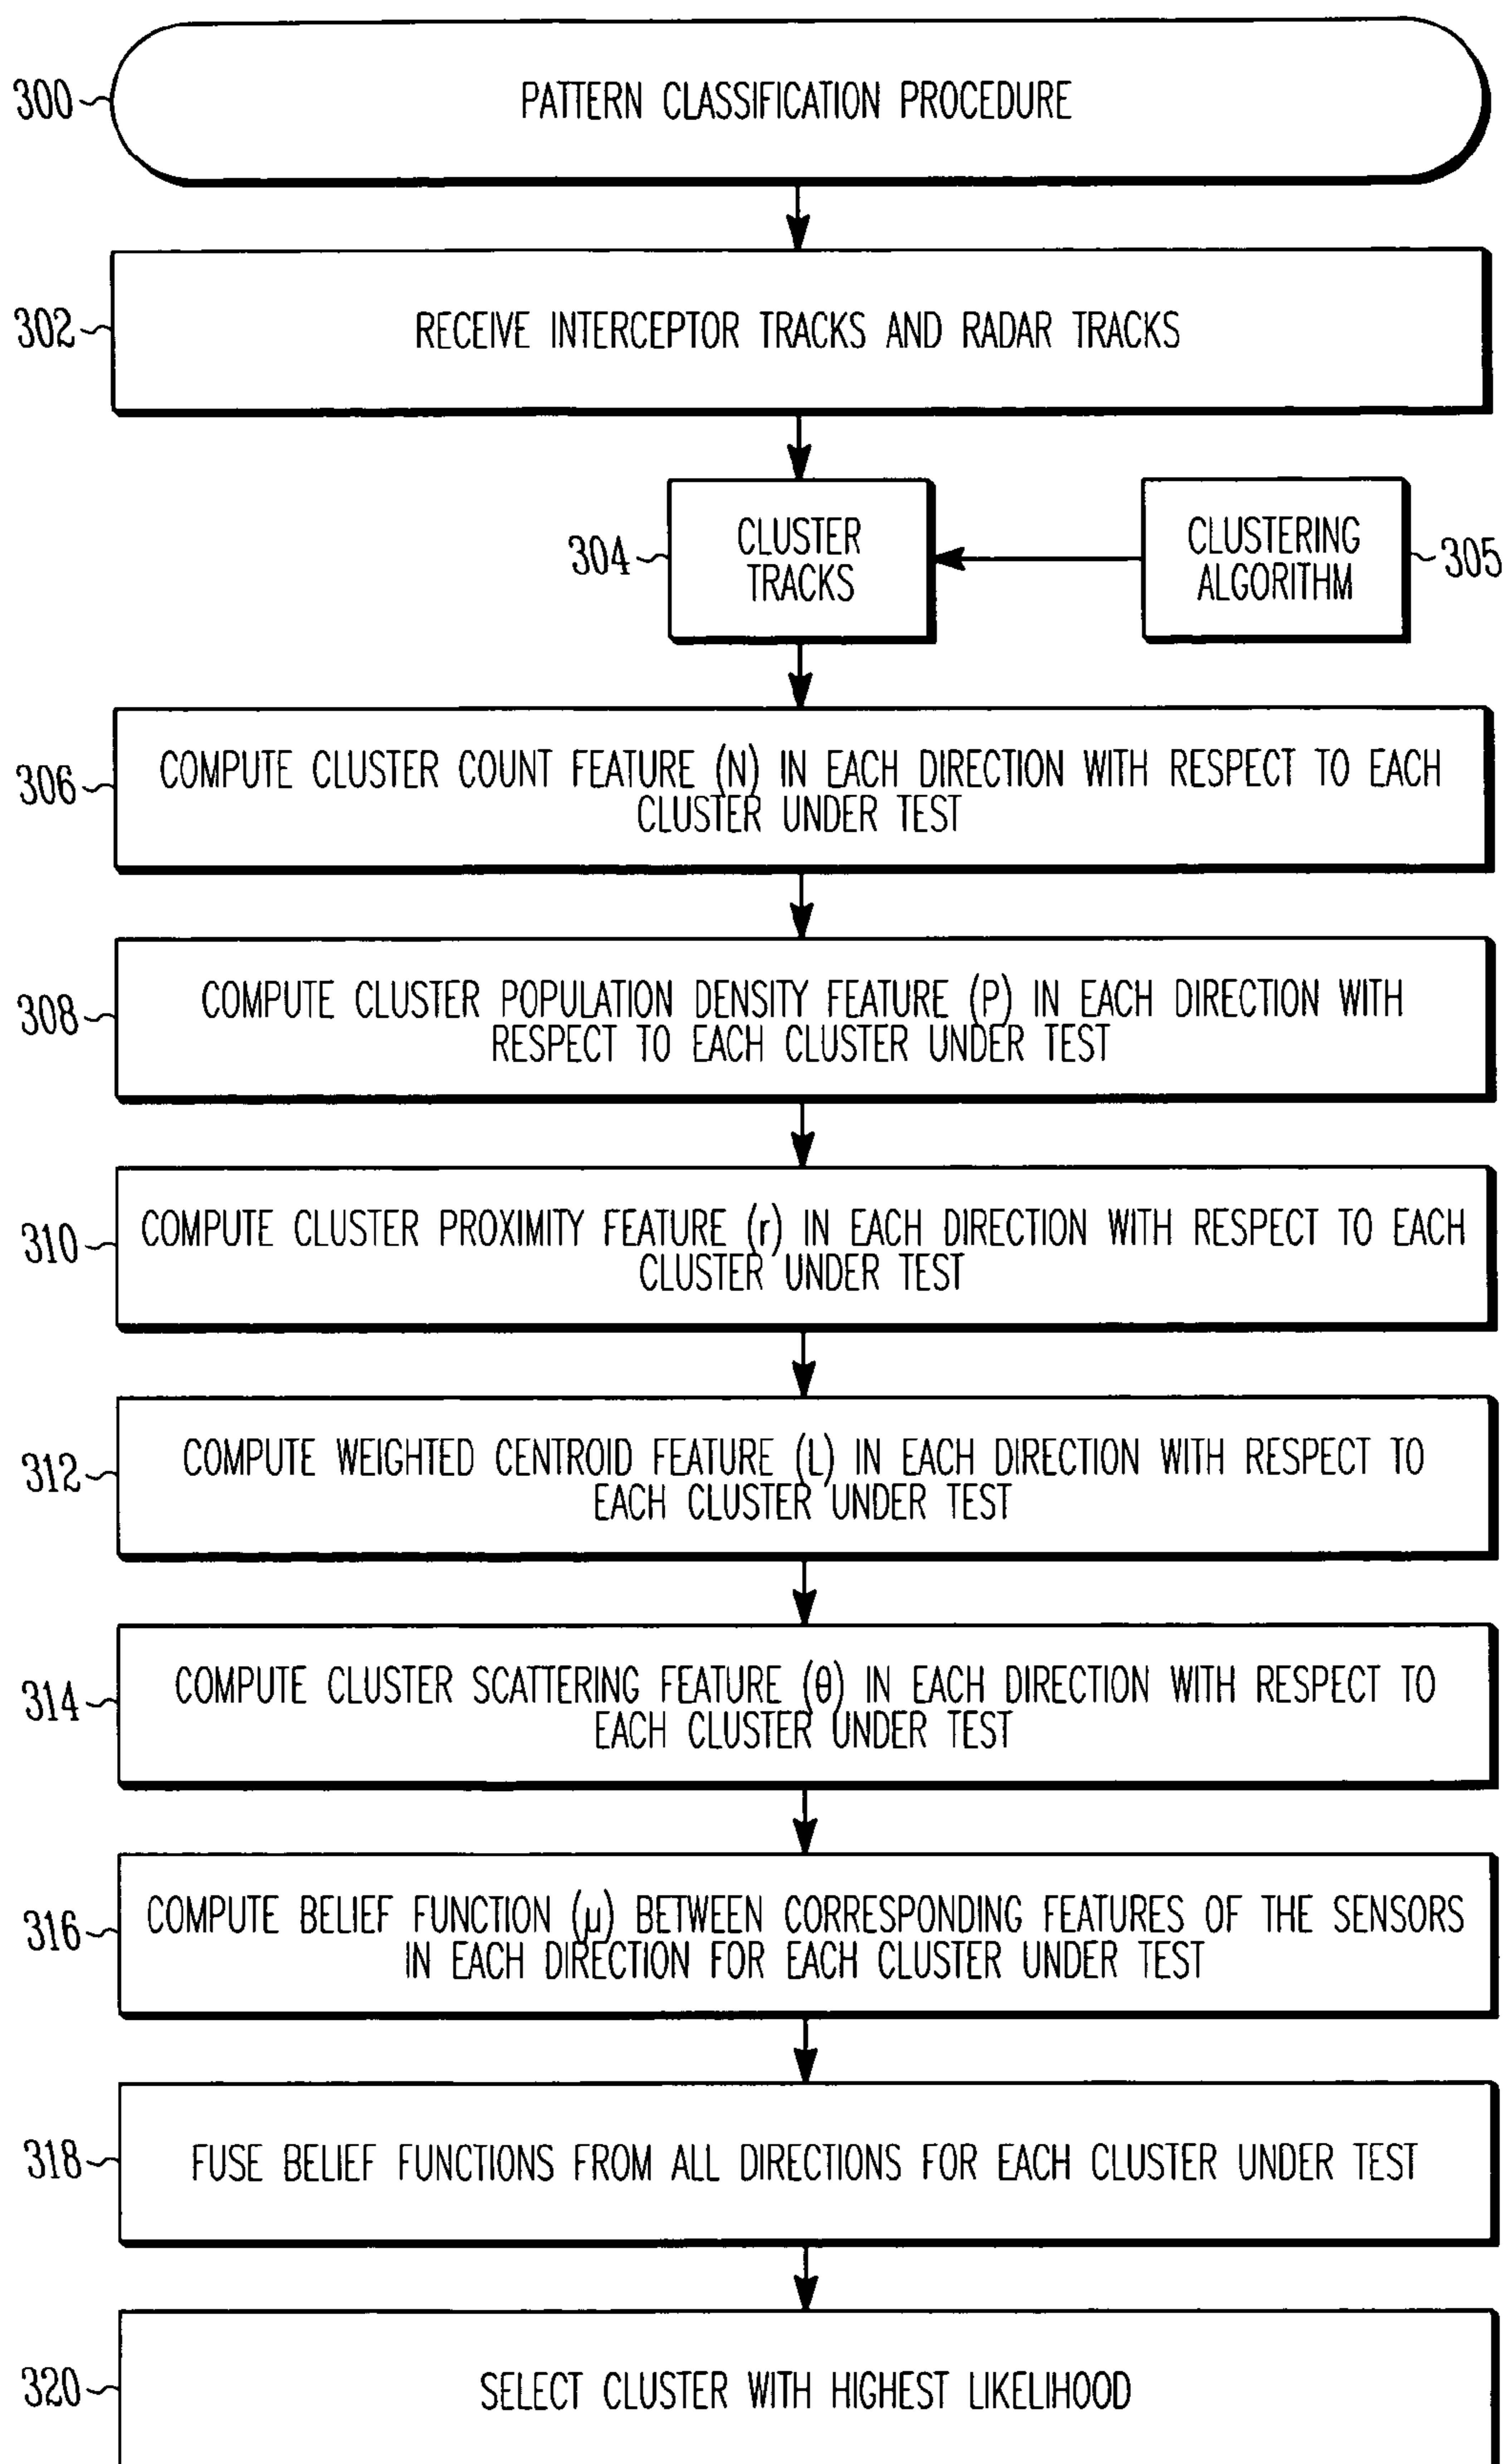 300
PATTERN CLASSIFICATION PROCEDURE
302
RECEIVE INTERCEPTOR TRACKS AND RADAR TRACKS
304
CLUSTER
TRACKS
CLUSTERING
ALGORITHM
305
306
COMPUTE CLUSTER COUNT FEATURE (N) IN EACH DIRECTION WITH RESPECT TO EACH
CLUSTER UNDER TEST
308
COMPUTE CLUSTER POPULATION DENSITY FEATURE (P) IN EACH DIRECTION WITH
RESPECT TO EACH CLUSTER UNDER TEST
310
COMPUTE CLUSTER PROXIMITY FEATURE (r) IN EACH DIRECTION WITH RESPECT TO EACH
CLUSTER UNDER TEST
312
COMPUTE WEIGHTED CENTROID FEATURE (L) IN EACH DIRECTION WITH RESPECT TO
EACH CLUSTER UNDER TEST
314
COMPUTE CLUSTER SCATTERING FEATURE (θ) IN EACH DIRECTION WITH RESPECT TO
EACH CLUSTER UNDER TEST
316
COMPUTE BELIEF FUNCTION (μ) BETWEEN CORRESPONDING FEATURES OF THE SENSORS
IN EACH DIRECTION FOR EACH CLUSTER UNDER TEST
318
FUSE BELIEF FUNCTIONS FROM ALL DIRECTIONS FOR EACH CLUSTER UNDER TEST
320
SELECT CLUSTER WITH HIGHEST LIKELIHOOD